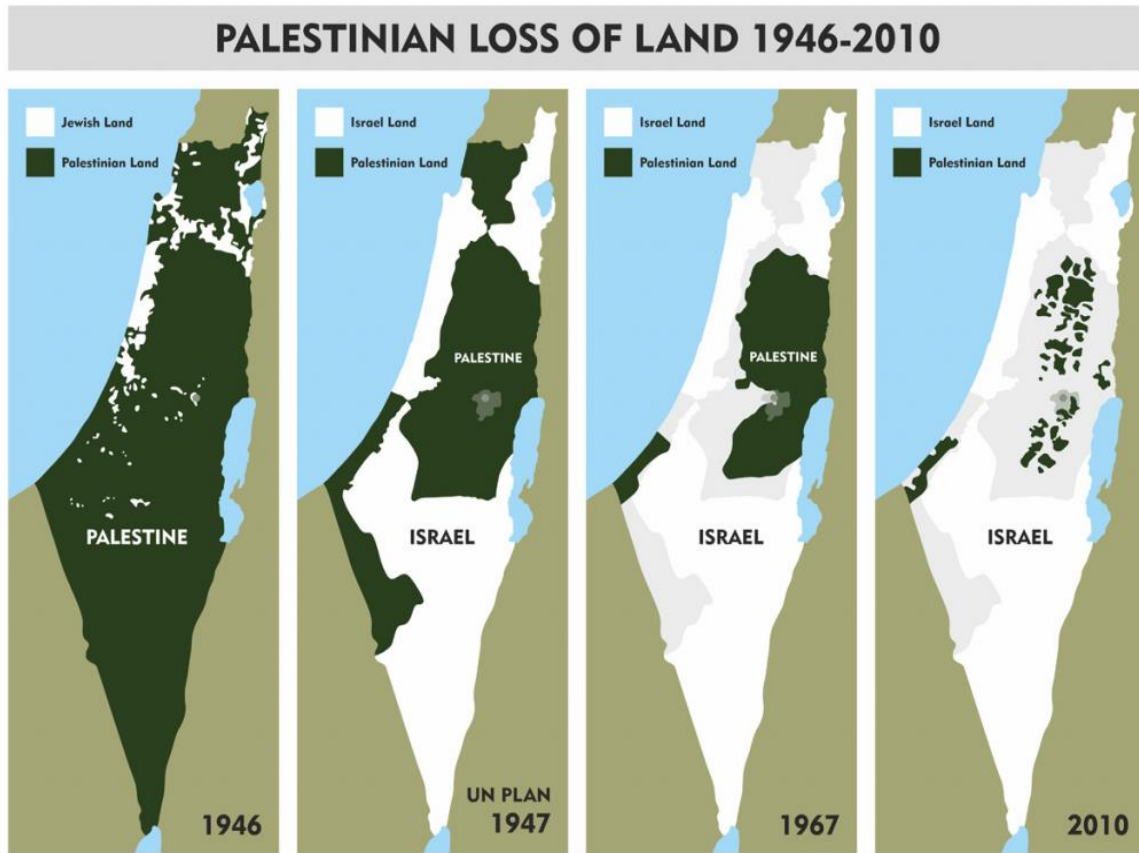 PALESTINIAN LOSS OF LAND 1946-2010
Jewish Land
Palestinian Land
PALESTINE
1946
Israel Land
Palestinian Land
PALESTINE
ISRAEL
UN PLAN
1947
Israel Land
Palestinian Land
PALESTINE
ISRAEL
1967
Israel Land
Palestinian Land
ISRAEL
2010